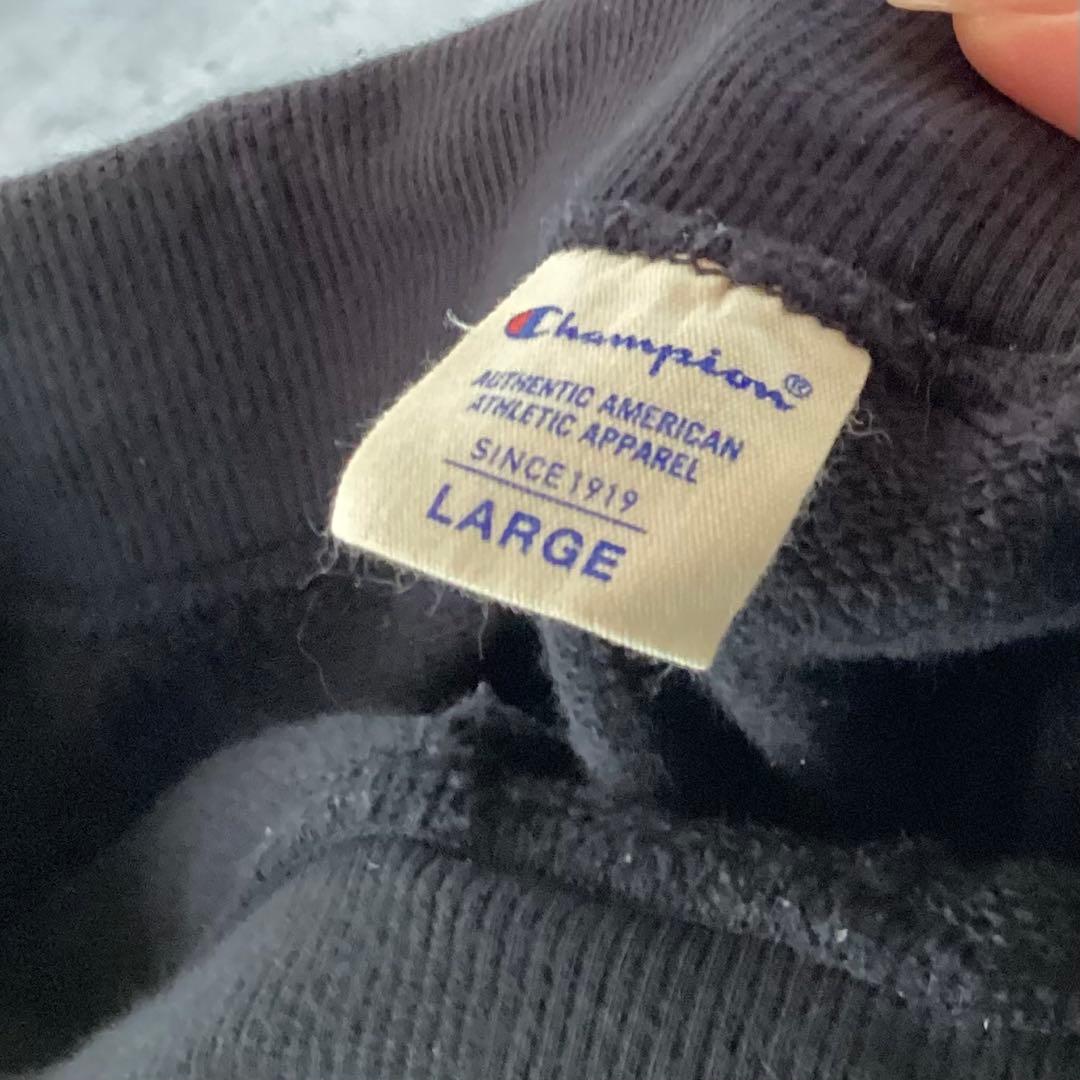 Champion®
AUTHENTIC AMERICAN
ATHLETIC APPAREL
SINCE 1919
LARGE